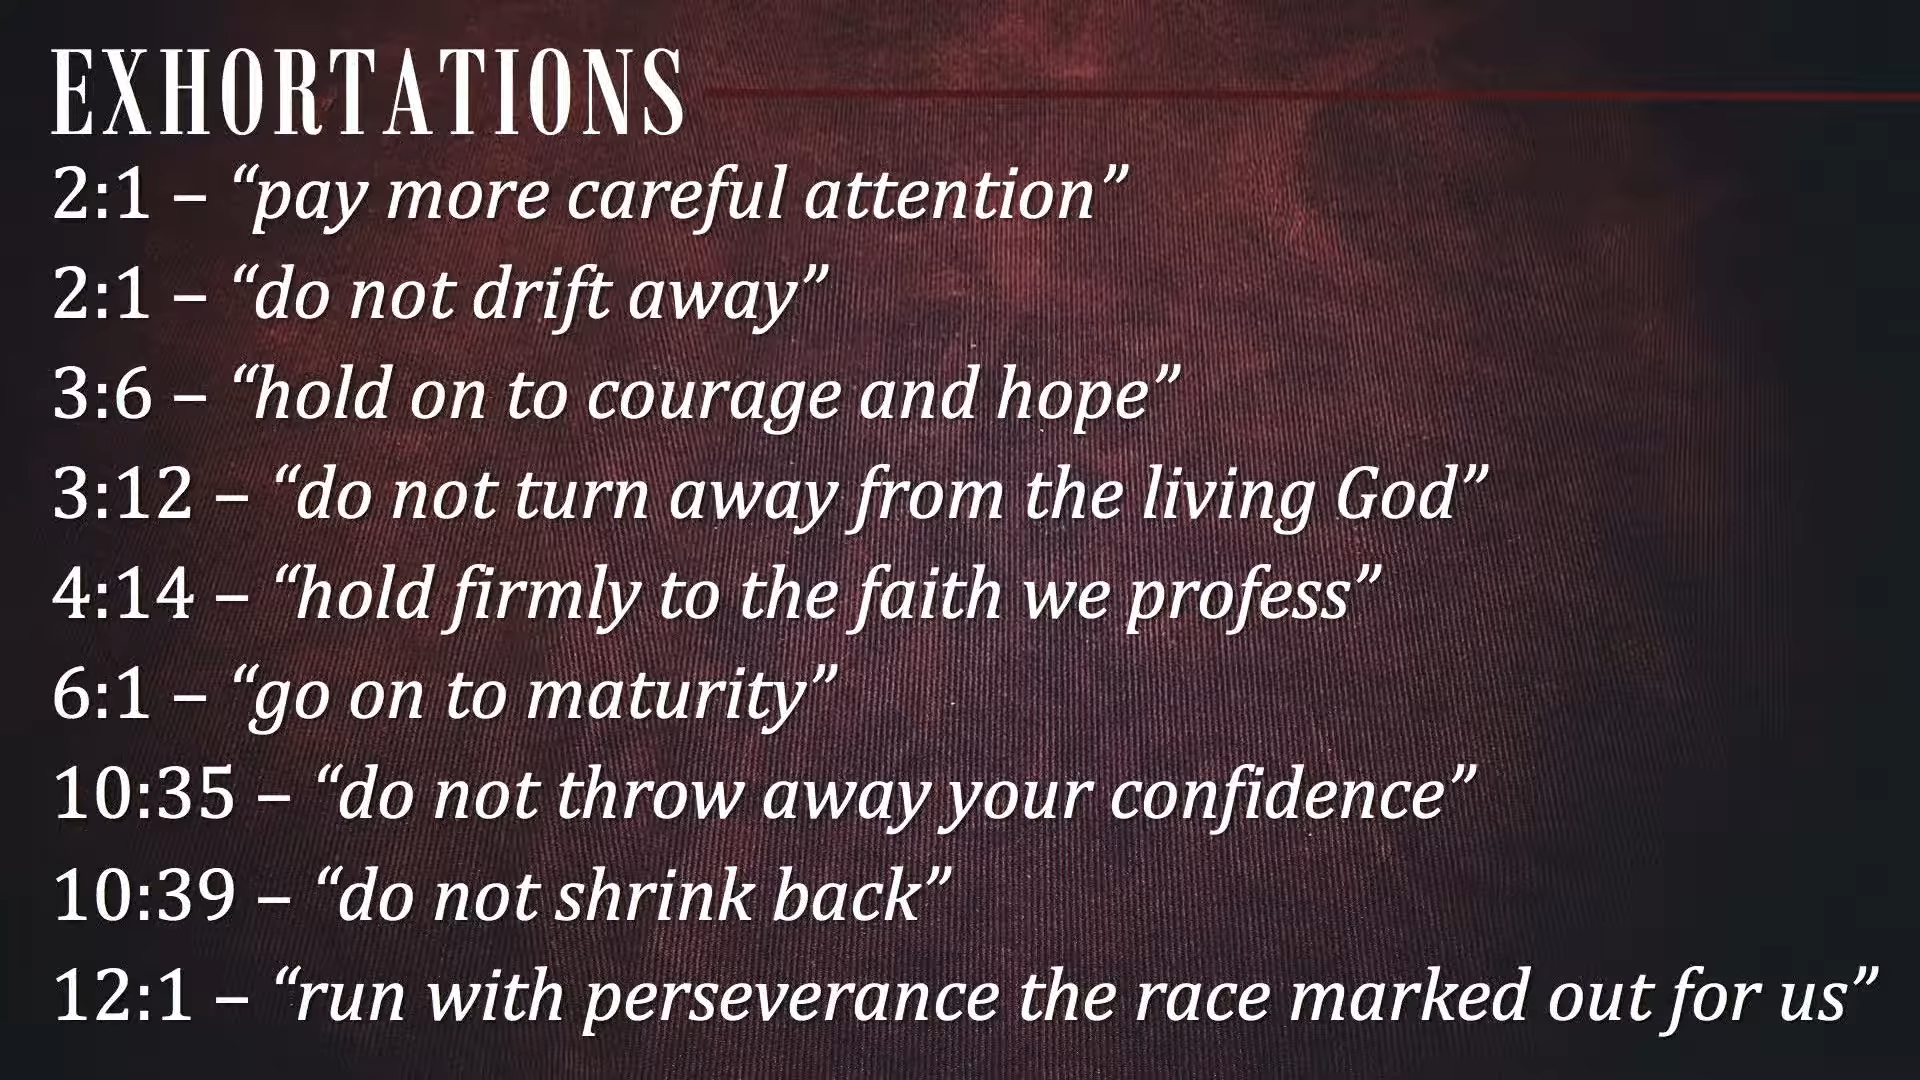 EXHORTATIONS
2:1 – “pay more careful attention”
2:1 – “do not drift away”
3:6 – “hold on to courage and hope”
3:12 – “do not turn away from the living God”
4:14 – “hold firmly to the faith we profess”
6:1 – “go on to maturity”
10:35 – “do not throw away your confidence”
10:39 – “do not shrink back”
12:1 – “run with perseverance the race marked out for us”